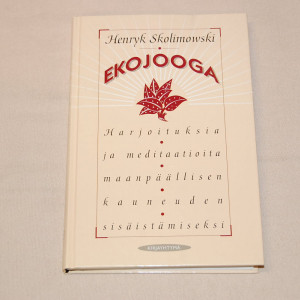 Henryk Skolimowski
EKOJOOGA
Harjoituksia
ja meditaatioita
maanpäällisen
kauneuden
sisäistämiseksi